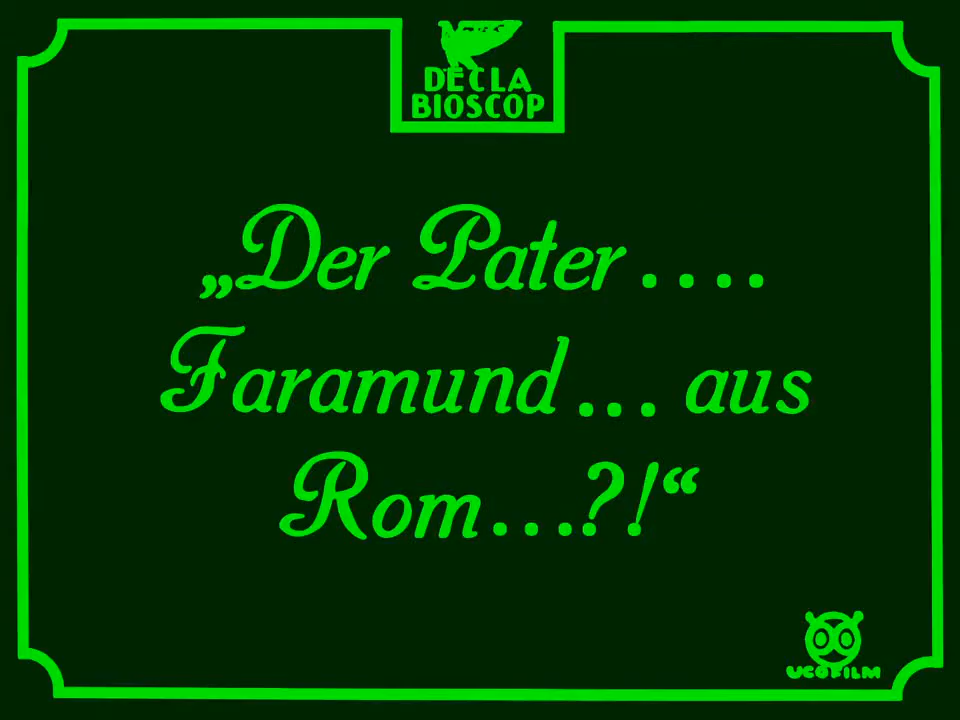 DECLA
BIOSCOP
„Der Pater ....
Faramund ... aus
Rom ...?!“
UCOFILM